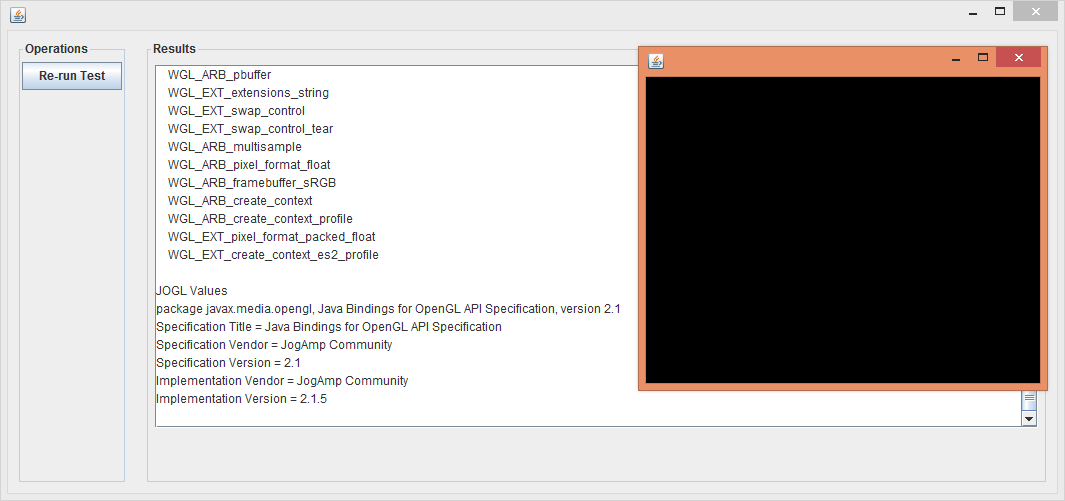 Operations
Re-run Test
Results
WGL_ARB_pbuffer
WGL_EXT_extensions_string
WGL_EXT_swap_control
WGL_EXT_swap_control_tear
WGL_ARB_multisample
WGL_ARB_pixel_format_float
WGL_ARB_framebuffer_sRGB
WGL_ARB_create_context
WGL_ARB_create_context_profile
WGL_EXT_pixel_format_packed_float
WGL_EXT_create_context_es2_profile
JOGL Values
package javax.media.opengl, Java Bindings for OpenGL API Specification, version 2.1
Specification Title = Java Bindings for OpenGL API Specification
Specification Vendor = JogAmp Community
Specification Version = 2.1
Implementation Vendor = JogAmp Community
Implementation Version = 2.1.5